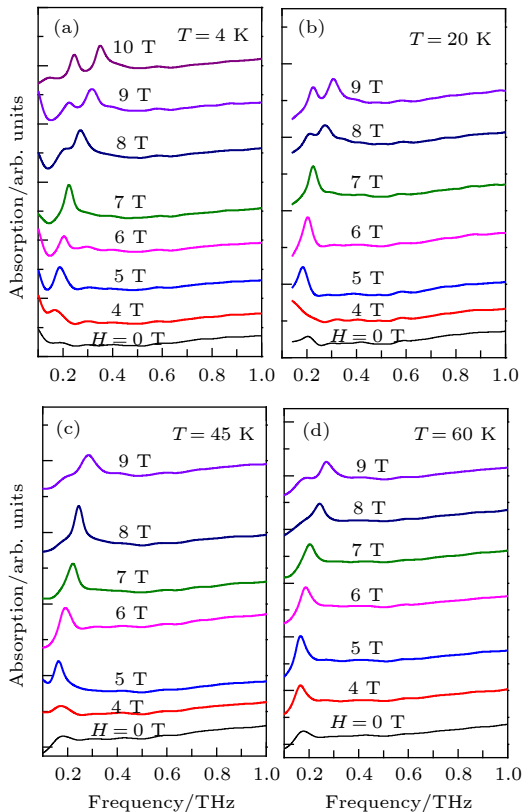 (a)
10 T
T = 4 K
9 T
8 T
7 T
6 T
5 T
4 T
H = 0 T
0.2 0.4 0.6 0.8 1.0
Absorption/arb. units
(b)
T = 20 K
9 T
8 T
7 T
6 T
5 T
4 T
H = 0 T
0.2 0.4 0.6 0.8 1.0
(c)
T = 45 K
9 T
8 T
7 T
6 T
5 T
4 T
H = 0 T
0.2 0.4 0.6 0.8 1.0
Frequency/THz
Absorption/arb. units
(d)
T = 60 K
9 T
8 T
7 T
6 T
5 T
4 T
H = 0 T
0.2 0.4 0.6 0.8 1.0
Frequency/THz